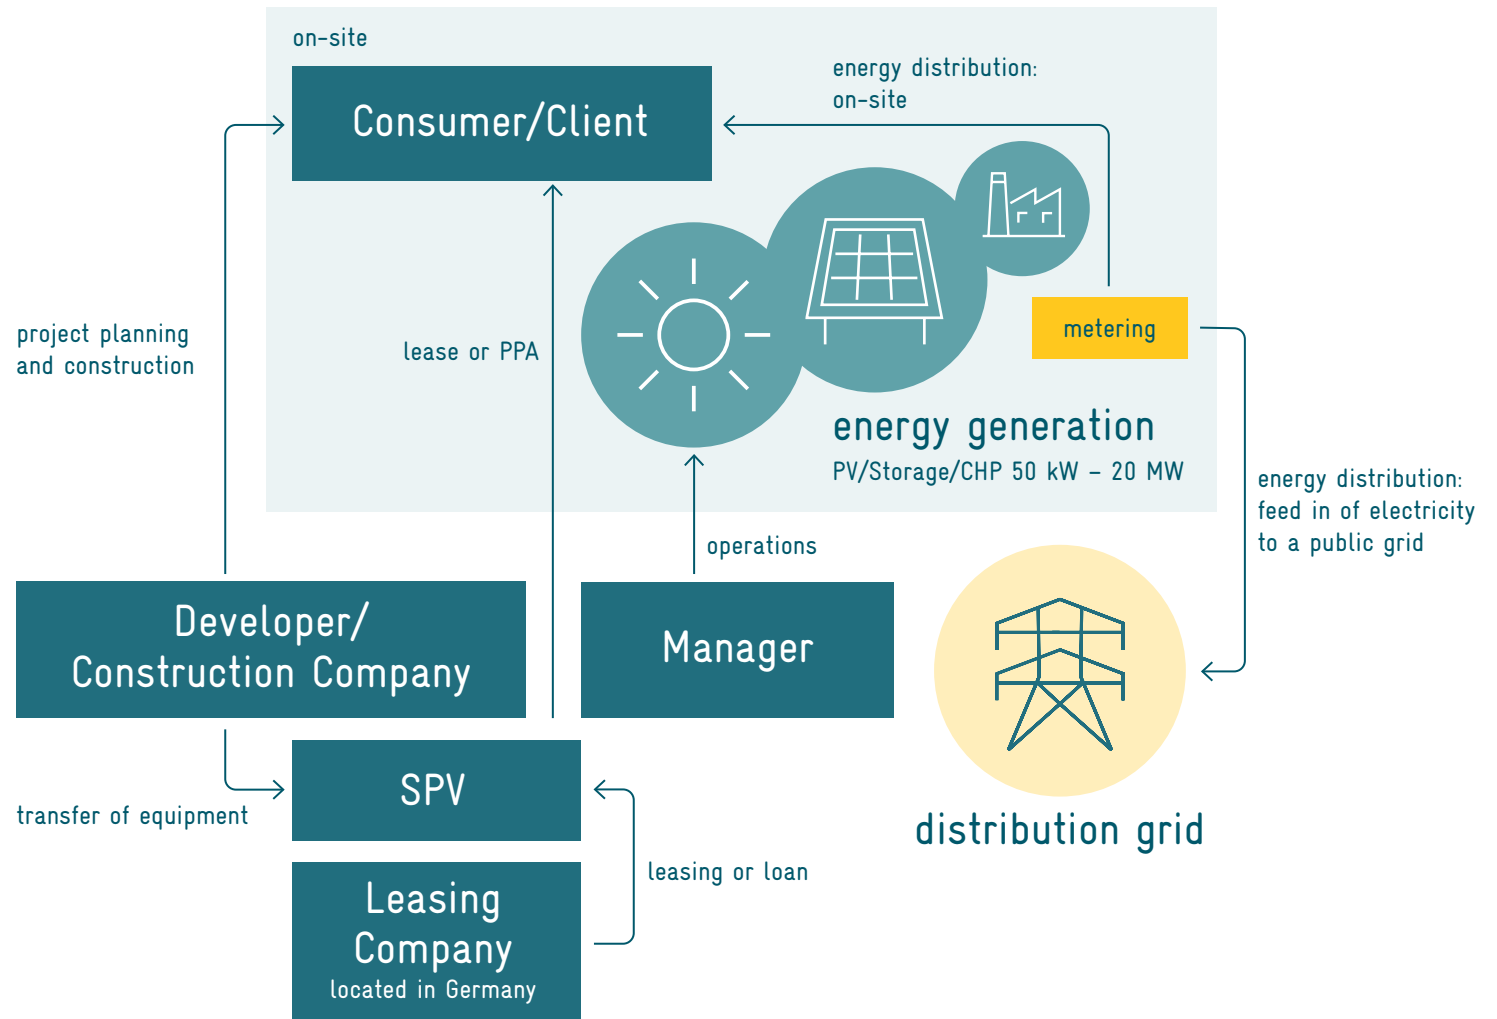 on-site
Consumer/Client
energy distribution:
on-site
metering
project planning
and construction
lease or PPA
energy generation
PV/Storage/CHP 50 kW – 20 MW
energy distribution:
feed in of electricity
to a public grid
operations
Developer/
Construction Company
Manager
SPV
transfer of equipment
distribution grid
leasing or loan
Leasing
Company
located in Germany